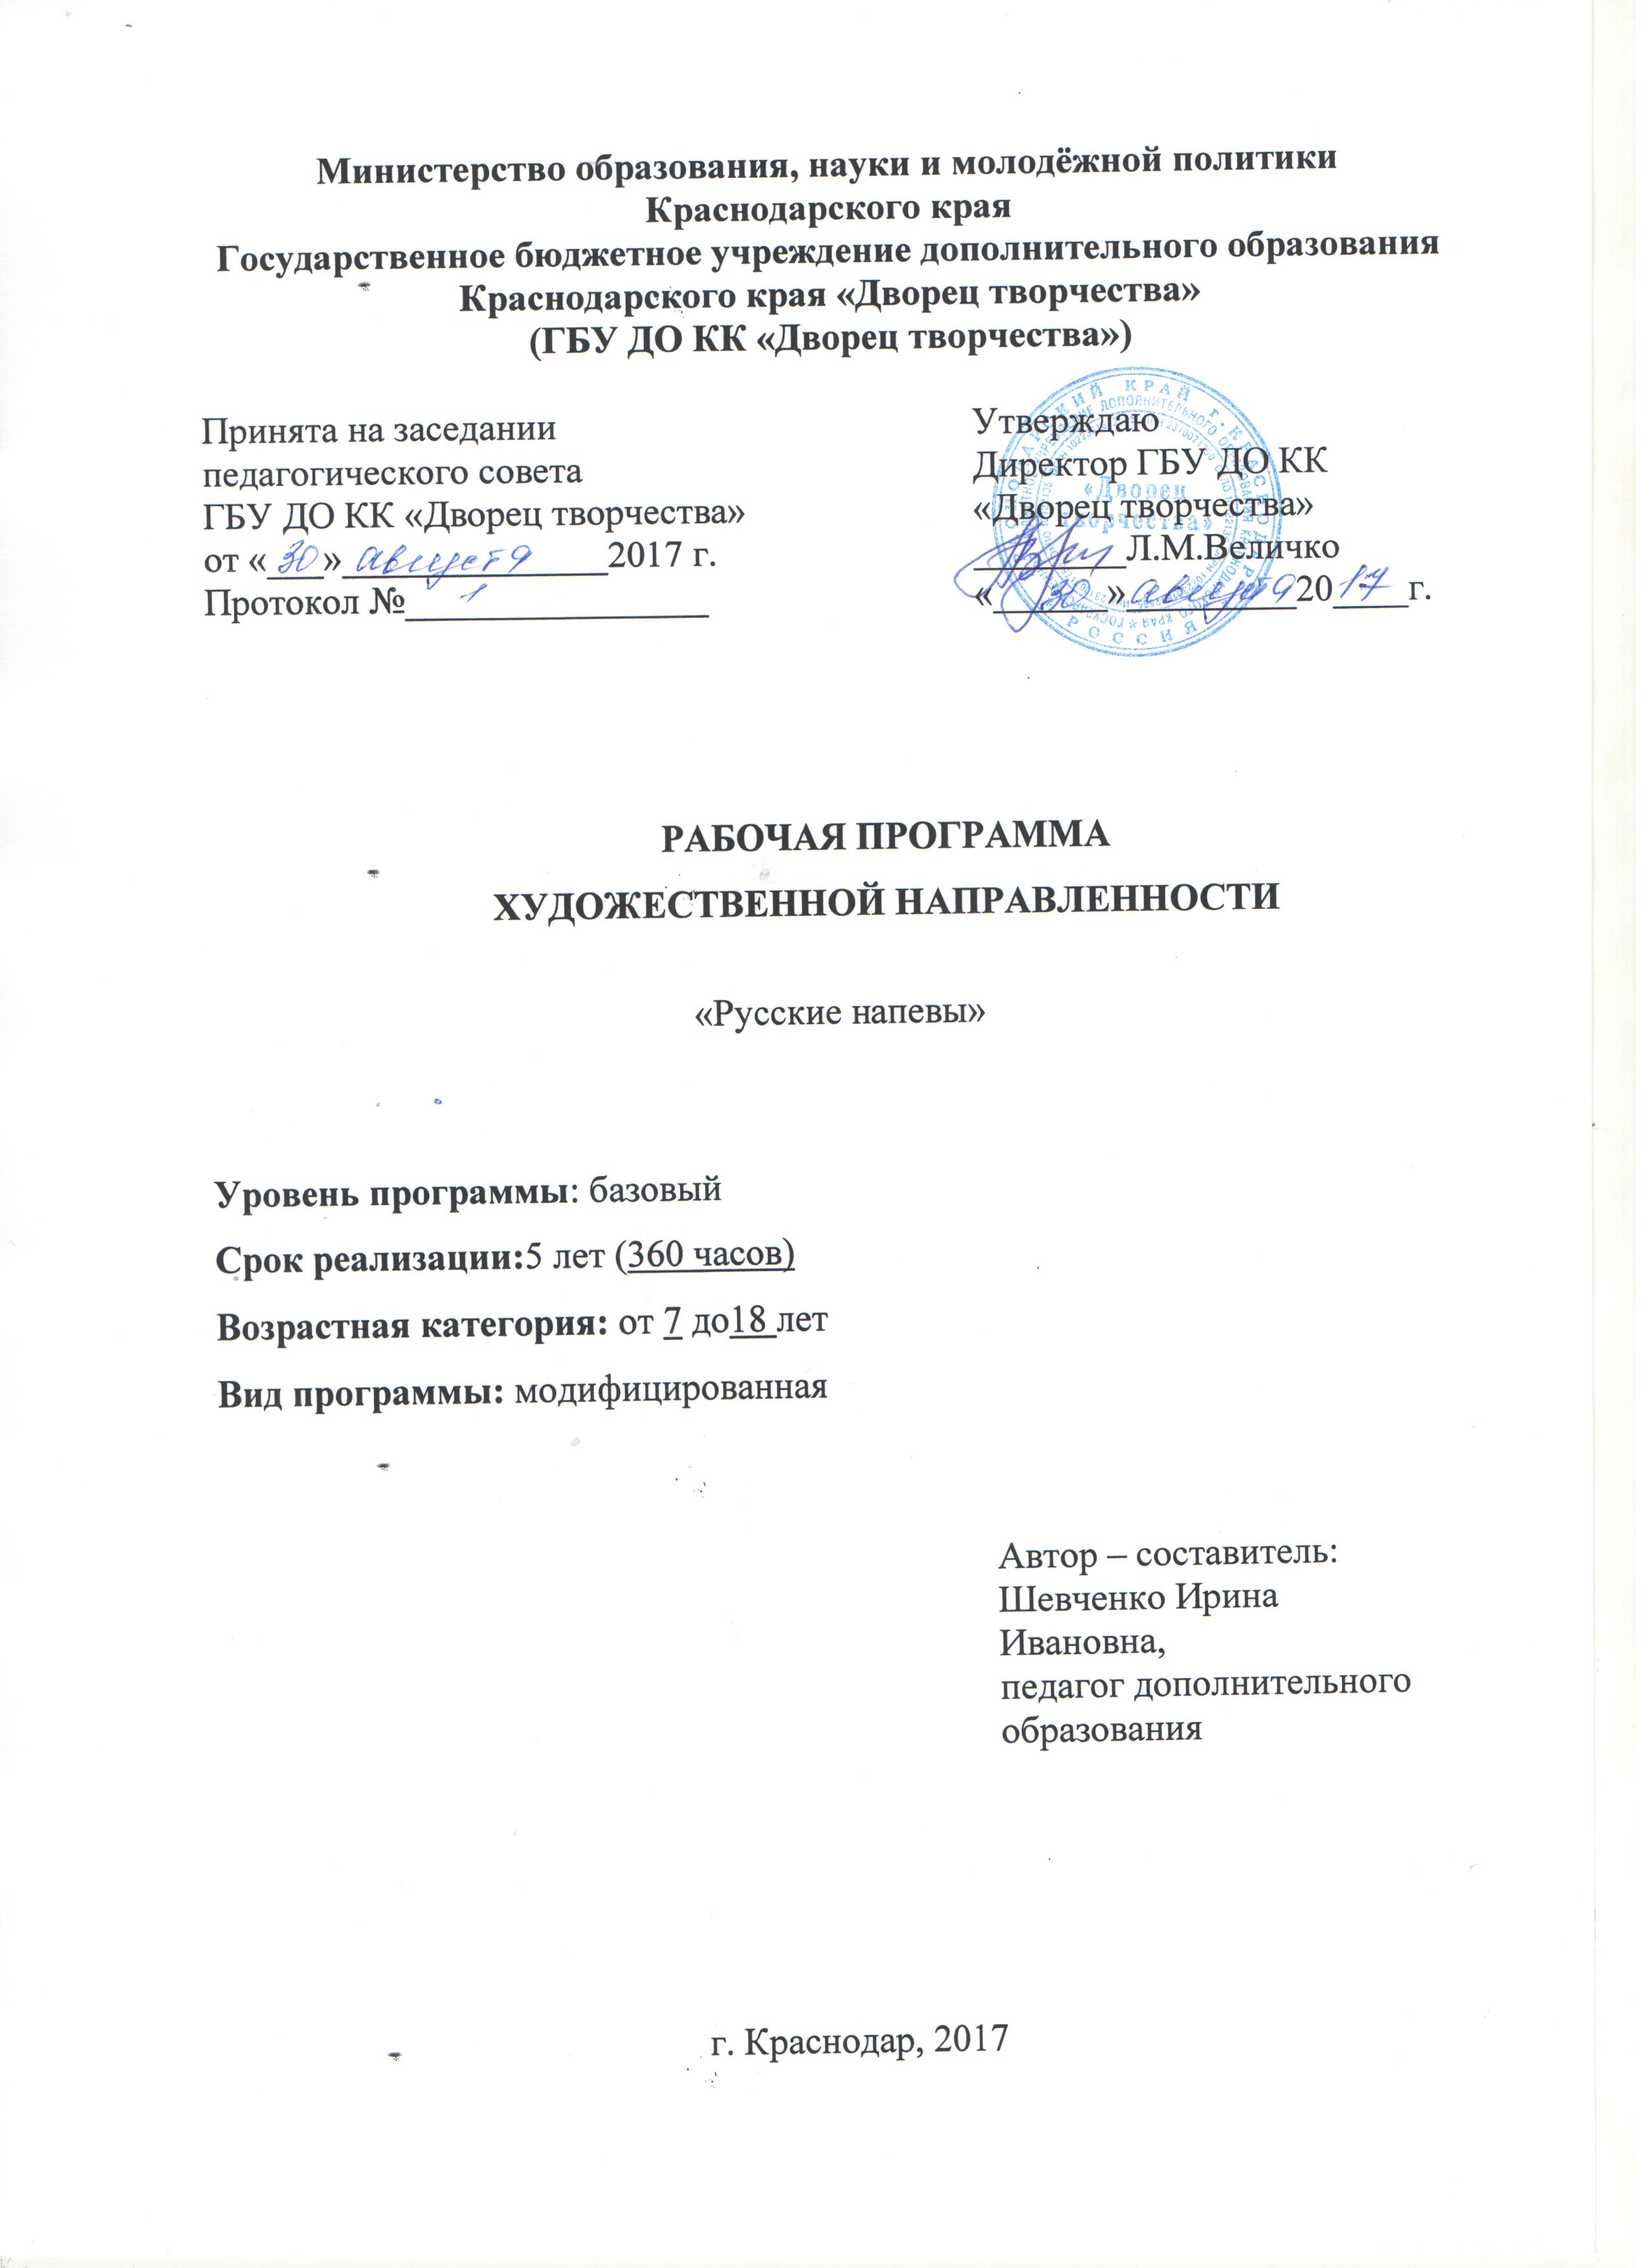 Министерство образования, науки и молодёжной политики
Краснодарского края
Государственное бюджетное учреждение дополнительного образования
Краснодарского края «Дворец творчества»
(ГБУ ДО КК «Дворец творчества»)
Принята на заседании
педагогического совета
ГБУ ДО КК «Дворец творчества»
от «30» августа 2017 г.
Протокол № 1
Утверждаю
Директор ГБУ ДО КК
«Дворец творчества»
Л.М.Величко
«30» августа 2017 г.
«Дворец
творчества»
РОССИЯ
РАБОЧАЯ ПРОГРАММА
ХУДОЖЕСТВЕННОЙ НАПРАВЛЕННОСТИ
«Русские напевы»
Уровень программы: базовый
Срок реализации:5 лет (360 часов)
Возрастная категория: от 7 до18 лет
Вид программы: модифицированная
Автор – составитель:
Шевченко Ирина
Ивановна,
педагог дополнительного
образования
г. Краснодар, 2017